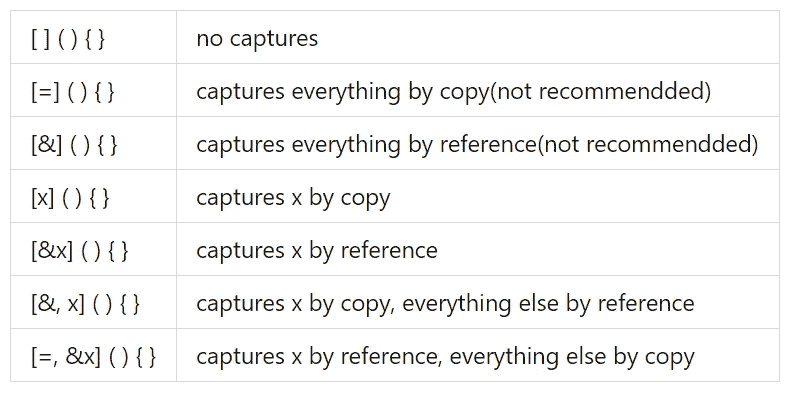 [ ] ( ) { } no captures
[=] ( ) { } captures everything by copy(not recommendded)
[&] ( ) { } captures everything by reference(not recommendded)
[x] ( ) { } captures x by copy
[&x] ( ) { } captures x by reference
[&, x] ( ) { } captures x by copy, everything else by reference
[=, &x] ( ) { } captures x by reference, everything else by copy